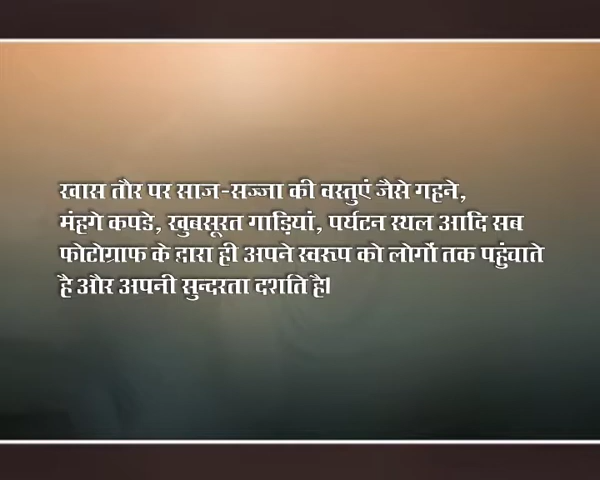 खास तौर पर साज-सज्जा की वस्तुएं जैसे गहने,
मंहगे कपडे, खुबसूरत गाड़ियां, पर्यटन स्थल आदि सब
फोटोग्राफ के द्वारा ही अपने स्वरूप को लोगों तक पहुंचाते
है और अपनी सुन्दरता दर्शाते है।